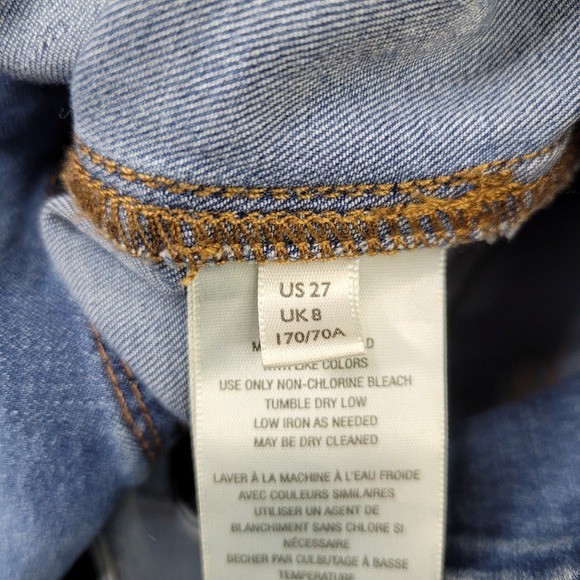 US 27
UK 8
170/70A
WITH LIKE COLORS
USE ONLY NON-CHLORINE BLEACH
TUMBLE DRY LOW
LOW IRON AS NEEDED
MAY BE DRY CLEANED
LAVER À LA MACHINE À L'EAU FROIDE
AVEC COULEURS SIMILAIRES
UTILISER UN AGENT DE
BLANCHIMENT SANS CHLORE SI
NÉCESSAIRE
SECHER PAR CULBUTAGE À BASSE
TEMPERATURE